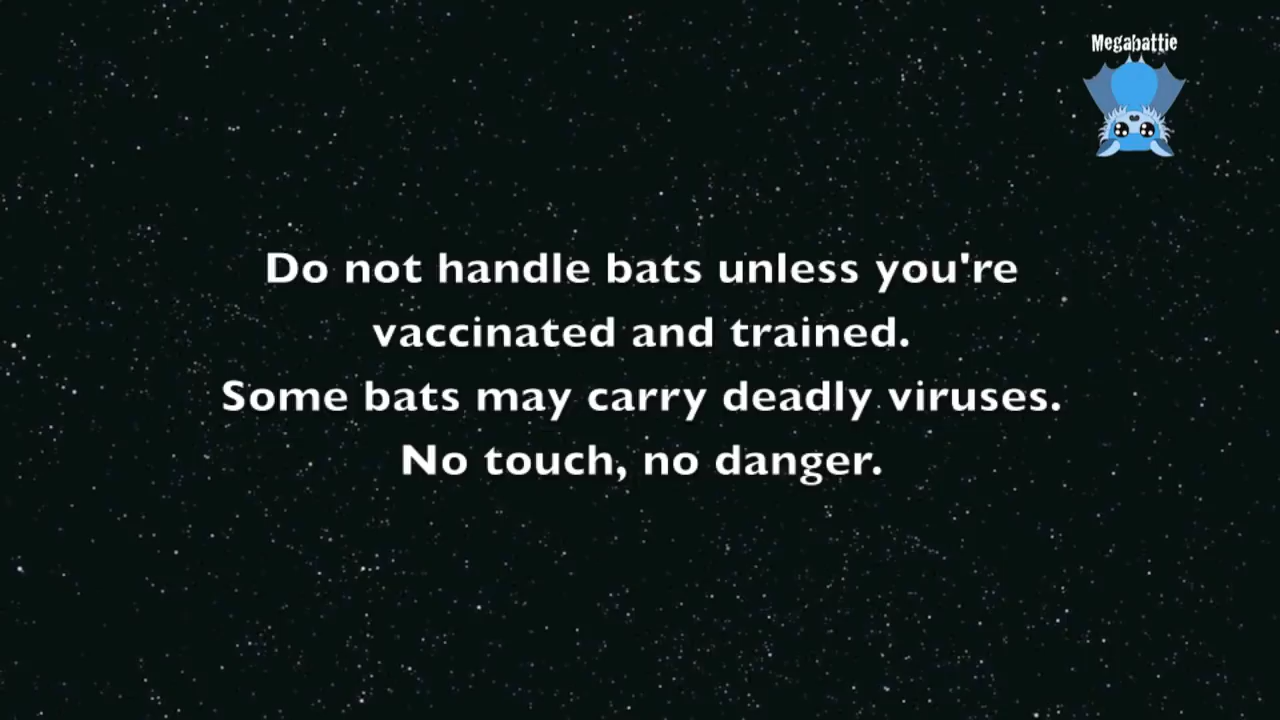 Megabattie
Do not handle bats unless you're
vaccinated and trained.
Some bats may carry deadly viruses.
No touch, no danger.